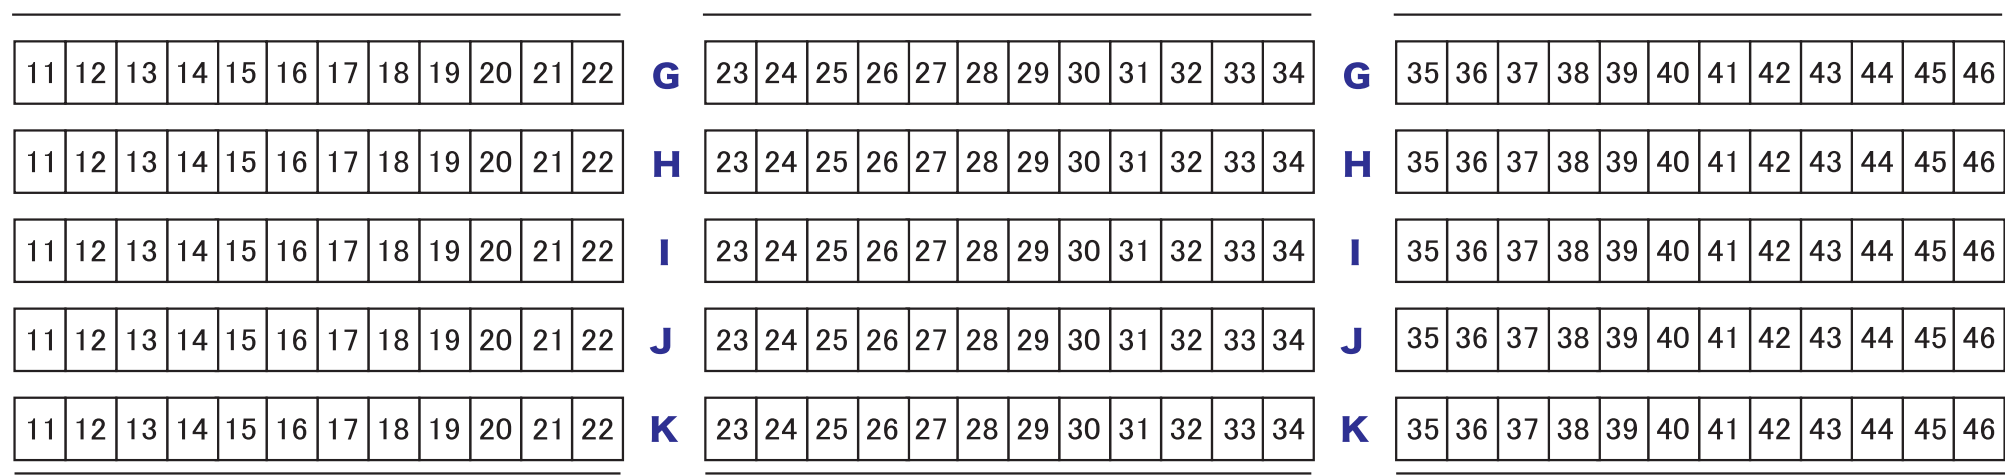 11 12 13 14 15 16 17 18 19 20 21 22 G 23 24 25 26 27 28 29 30 31 32 33 34 G 35 36 37 38 39 40 41 42 43 44 45 46
11 12 13 14 15 16 17 18 19 20 21 22 H 23 24 25 26 27 28 29 30 31 32 33 34 H 35 36 37 38 39 40 41 42 43 44 45 46
11 12 13 14 15 16 17 18 19 20 21 22 I 23 24 25 26 27 28 29 30 31 32 33 34 I 35 36 37 38 39 40 41 42 43 44 45 46
11 12 13 14 15 16 17 18 19 20 21 22 J 23 24 25 26 27 28 29 30 31 32 33 34 J 35 36 37 38 39 40 41 42 43 44 45 46
11 12 13 14 15 16 17 18 19 20 21 22 K 23 24 25 26 27 28 29 30 31 32 33 34 K 35 36 37 38 39 40 41 42 43 44 45 46